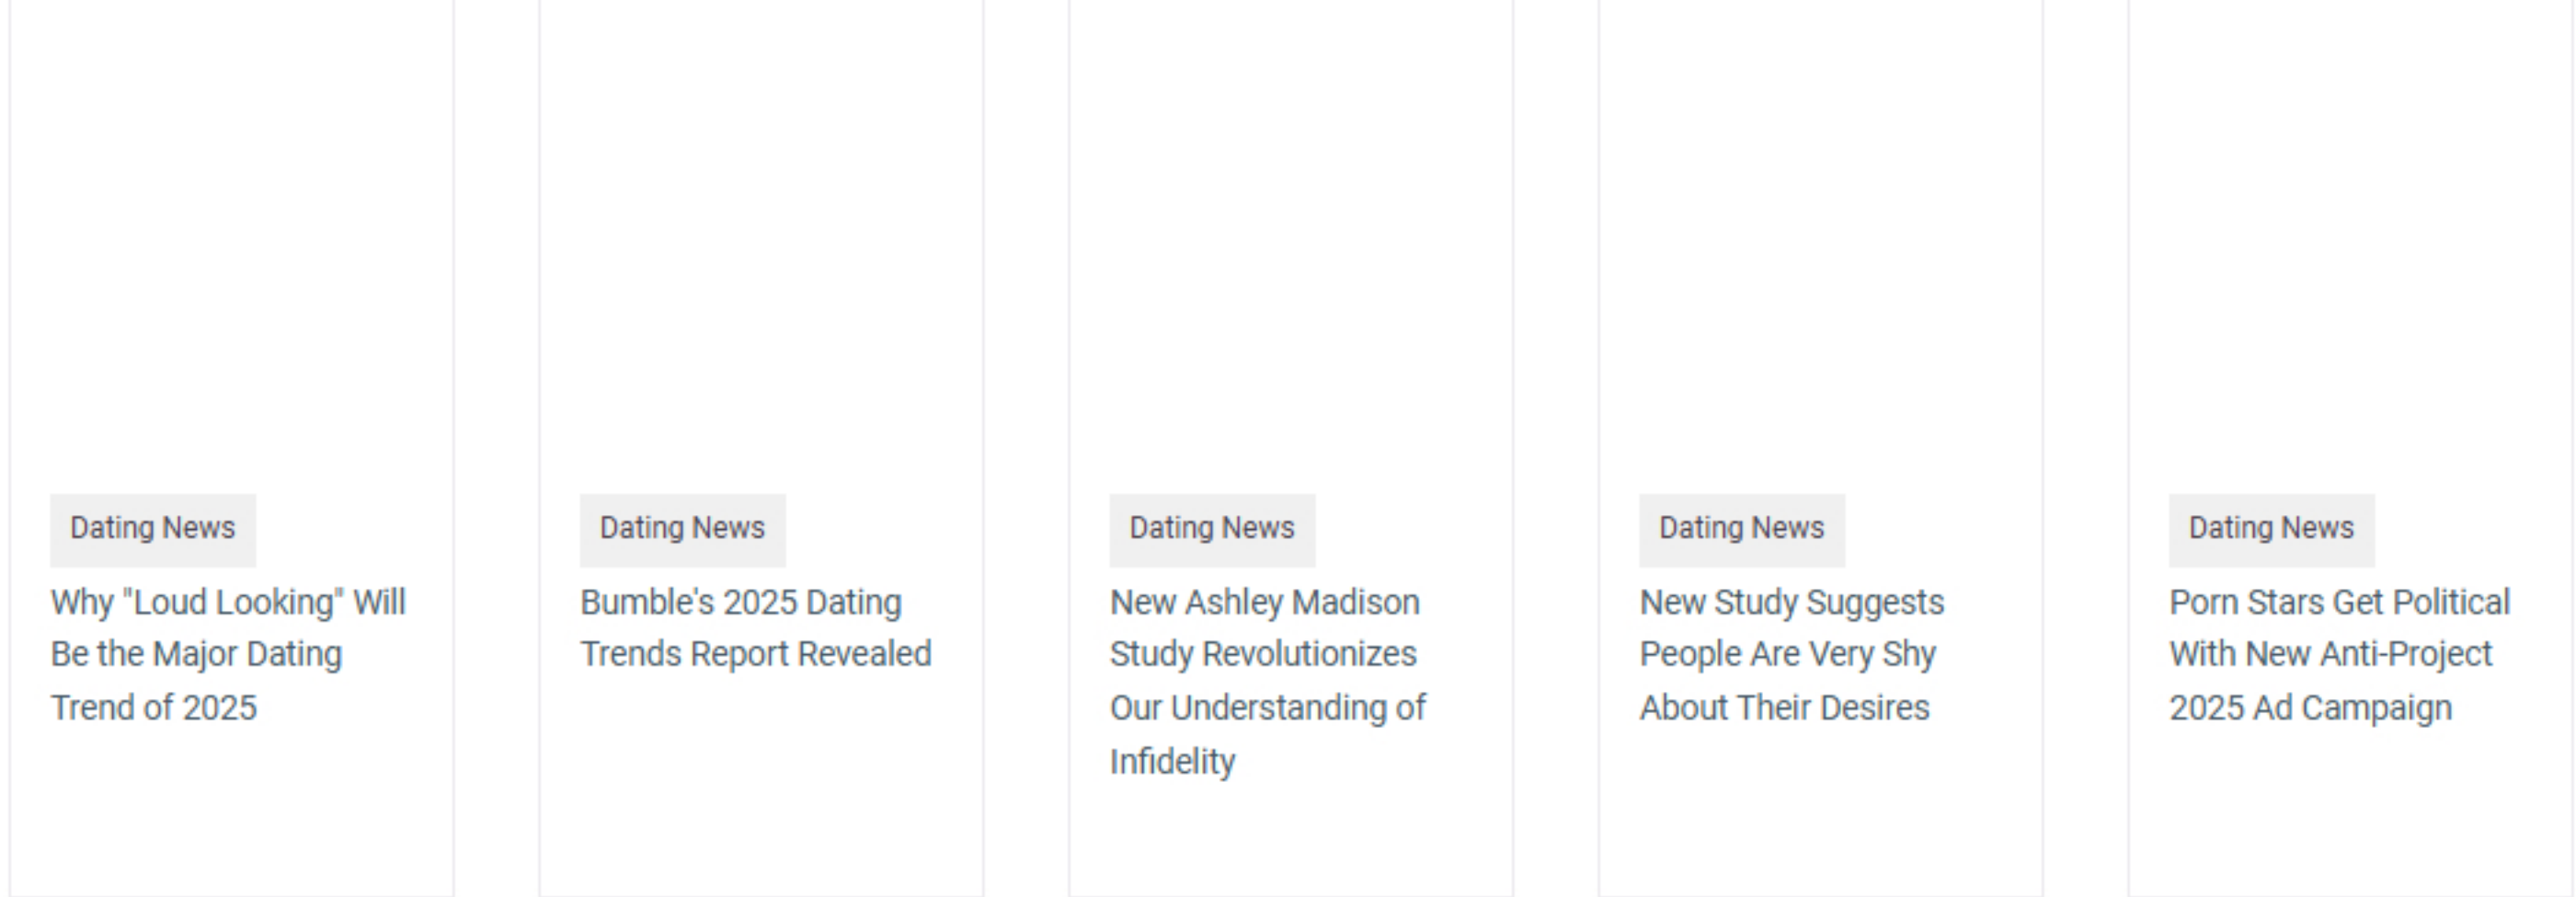 Dating News
Why "Loud Looking" Will
Be the Major Dating
Trend of 2025
Dating News
Bumble's 2025 Dating
Trends Report Revealed
Dating News
New Ashley Madison
Study Revolutionizes
Our Understanding of
Infidelity
Dating News
New Study Suggests
People Are Very Shy
About Their Desires
Dating News
Porn Stars Get Political
With New Anti-Project
2025 Ad Campaign